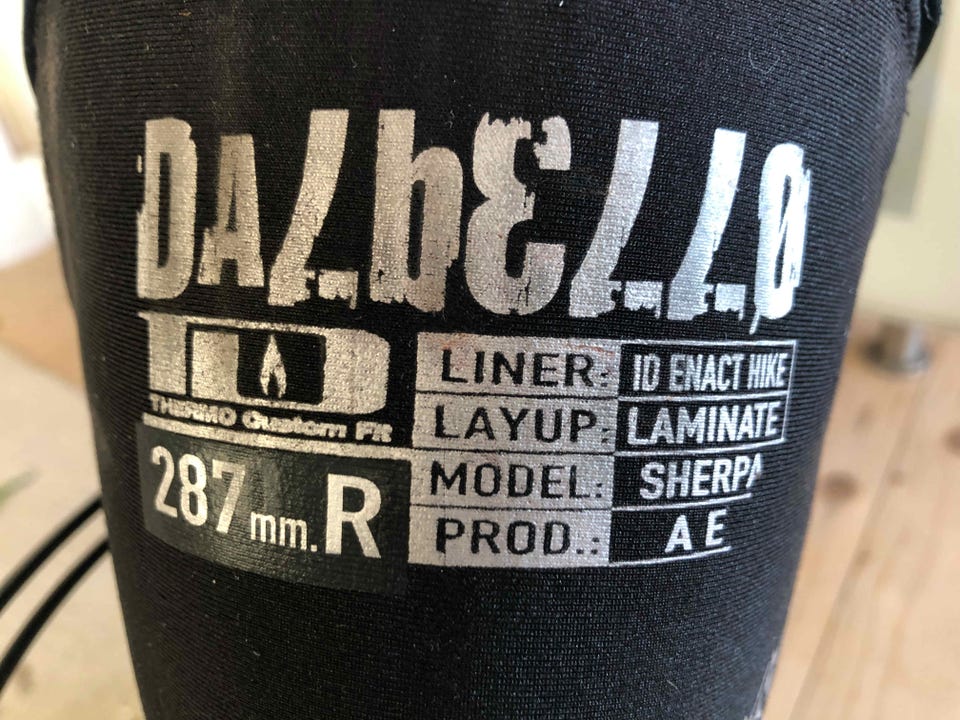 DALbELLO
ID
THERMO Custom FIt
287 mm. R
LINER: ID ENACT HIKE
LAYUP: LAMINATE
MODEL: SHERPA
PROD.: A E